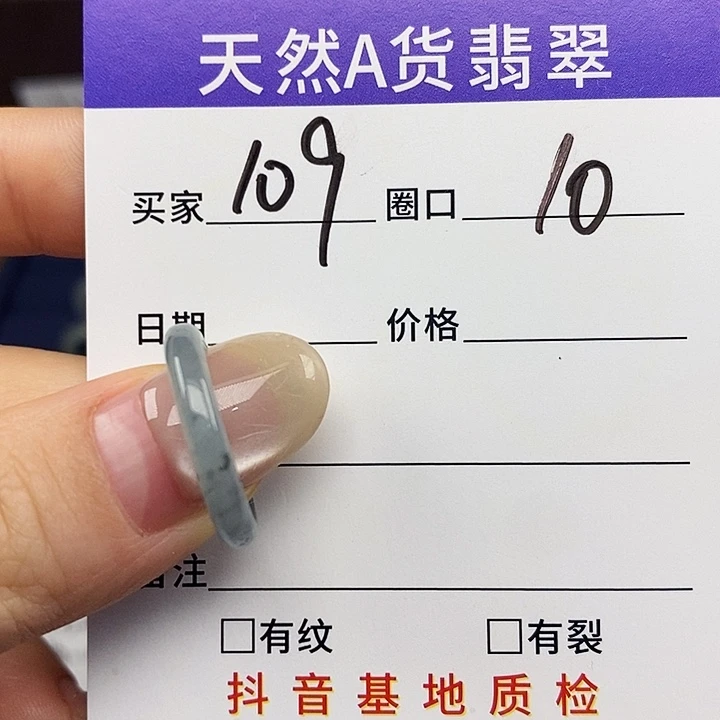 天然A货翡翠
买家 109 圈口 10
日期 价格
备注
□有纹 □有裂
抖音基地质检